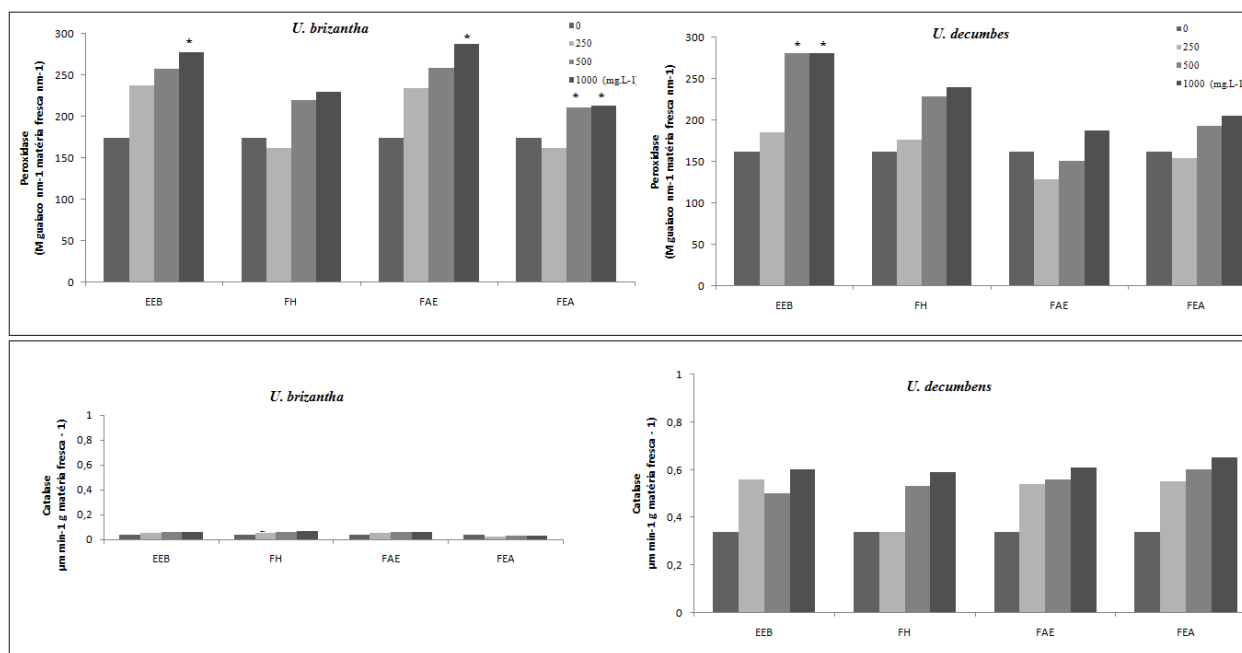 U. brizantha
0
250
500
1000 (mg.L-1)
Peroxidase
(M guaiaco nm-1 matéria fresca nm-1)
300
250
200
150
100
50
0
* * * *
EEB FH FAE FEA
U. decumbes
0
250
500
1000 (mg.L-1
Peroxidase
(M guaiaco nm-1 matéria fresca nm-1)
300
250
200
150
100
50
0
* *
EEB FH FAE FEA
U. brizantha
Catalase
µm min-1 g matéria fresca - 1)
1
0,8
0,6
0,4
0,2
0
EEB FH FAE FEA
U. decumbens
Catalase
µm min-1 g matéria fresca - 1)
1
0,8
0,6
0,4
0,2
0
EEB FH FAE FEA